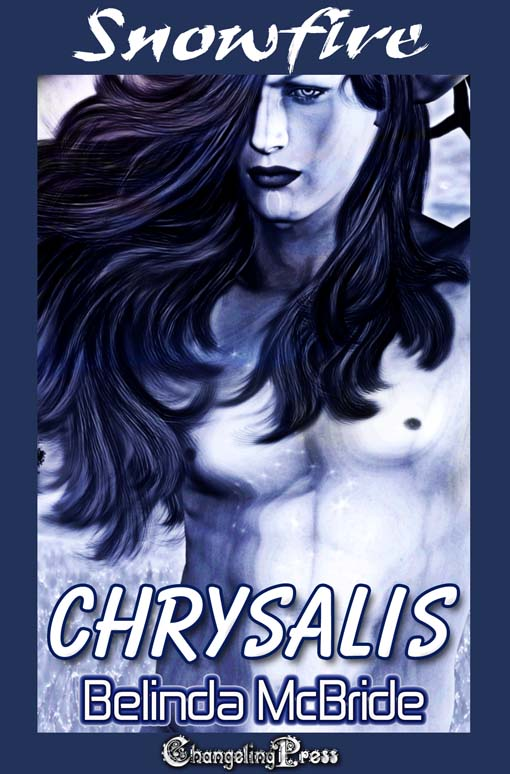 Snowfire
CHRYSALIS
Belinda McBride
ChangelingPress